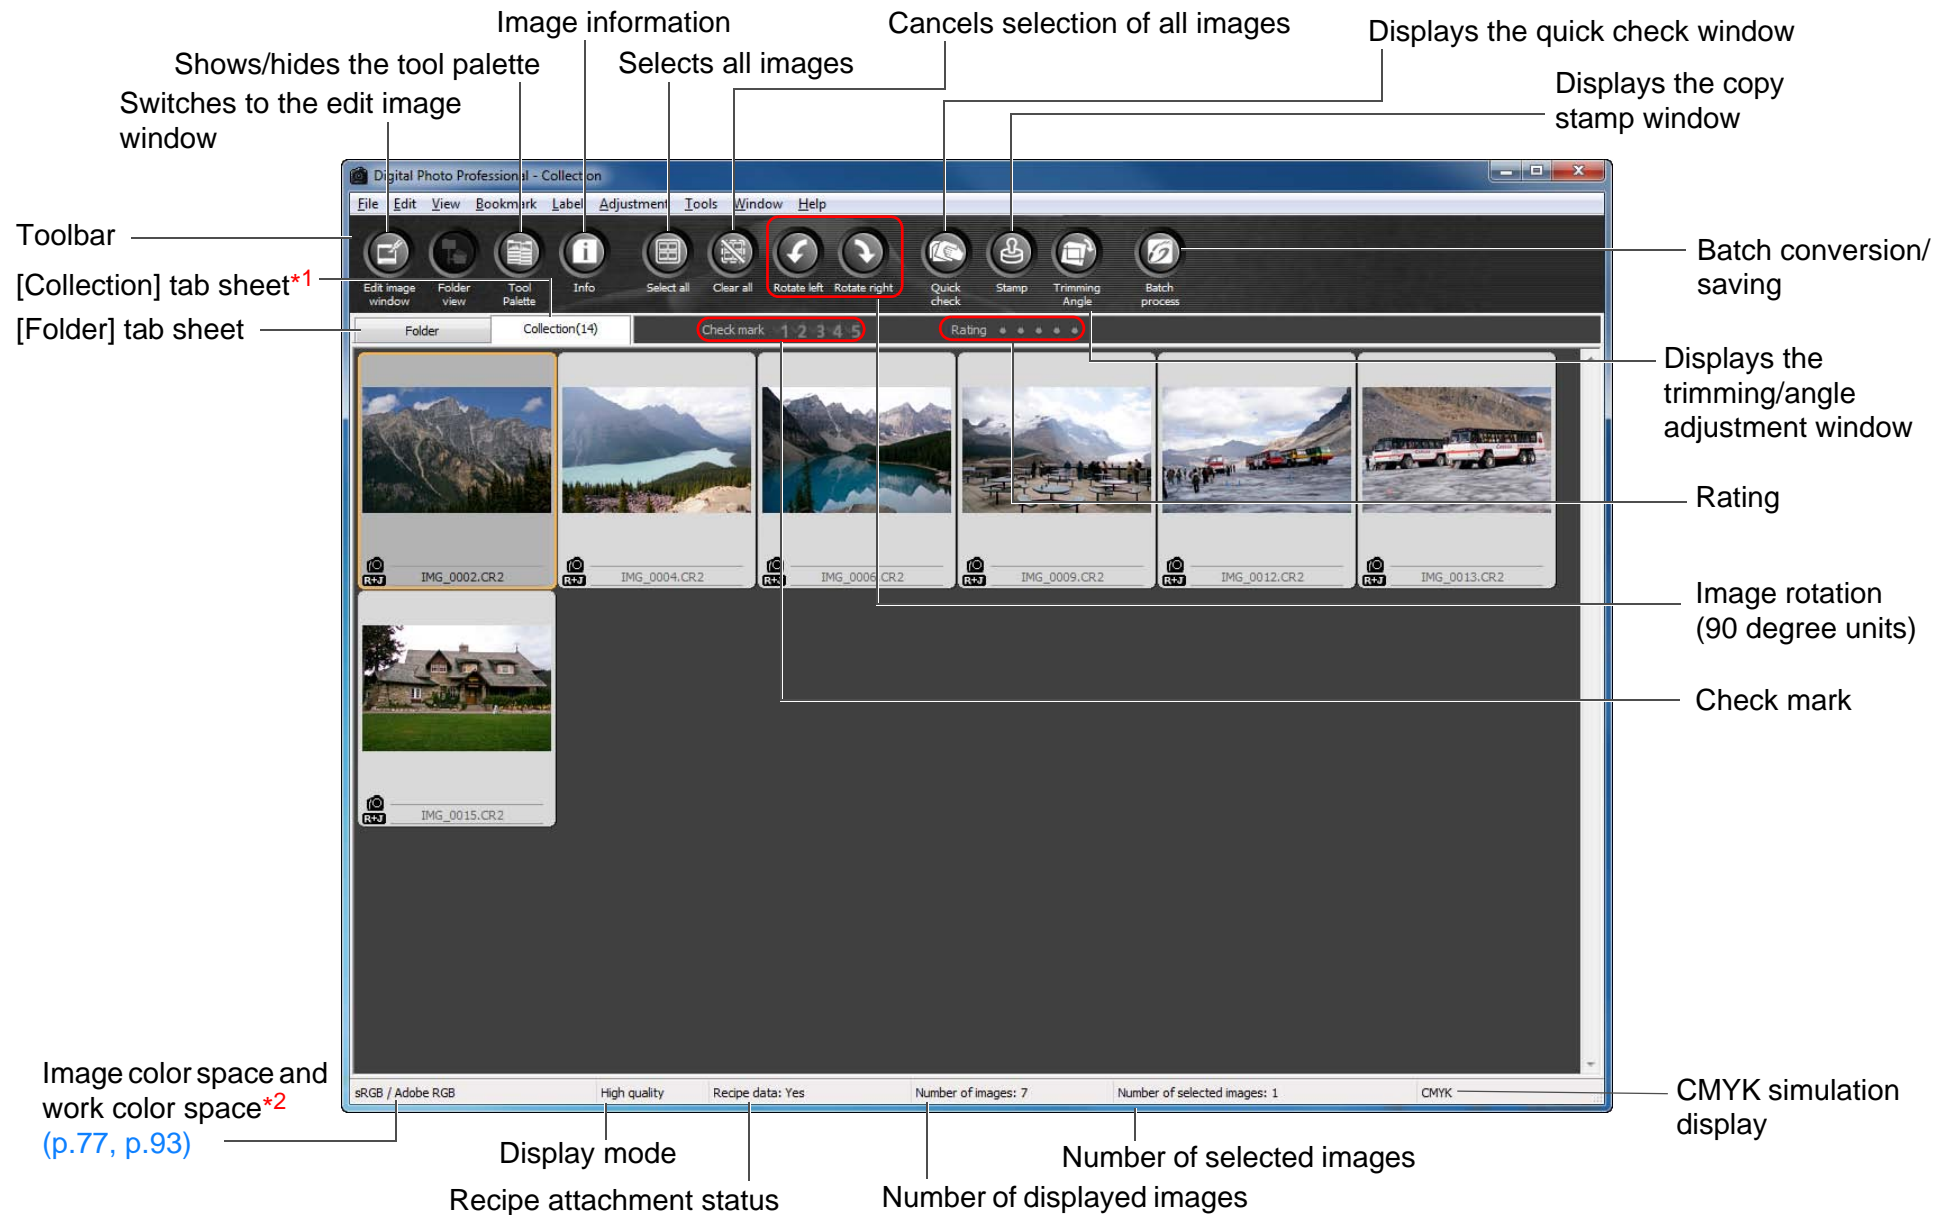 Image information
Cancels selection of all images
Displays the quick check window
Shows/hides the tool palette
Selects all images
Displays the copy
stamp window
Switches to the edit image
window
Digital Photo Professional - Collection
File Edit View Bookmark Label Adjustment Tools Window Help
Toolbar
[Collection] tab sheet*1
[Folder] tab sheet
Edit image
window
Folder
view
Tool
Palette
Info
Select all
Clear all
Rotate left
Rotate right
Quick
check
Stamp
Trimming
Angle
Batch
process
Batch conversion/
saving
Folder
Collection(14)
Check mark 1 2 3 4 5
Rating
Displays the
trimming/angle
adjustment window
Rating
R+J
IMG_0002.CR2
R+J
IMG_0004.CR2
R+J
IMG_0006.CR2
R+J
IMG_0009.CR2
R+J
IMG_0012.CR2
R+J
IMG_0013.CR2
Image rotation
(90 degree units)
Check mark
R+J
IMG_0015.CR2
Image color space and
work color space*2
(p.77, p.93)
sRGB / Adobe RGB
High quality
Recipe data: Yes
Number of images: 7
Number of selected images: 1
CMYK
CMYK simulation
display
Display mode
Number of selected images
Recipe attachment status
Number of displayed images